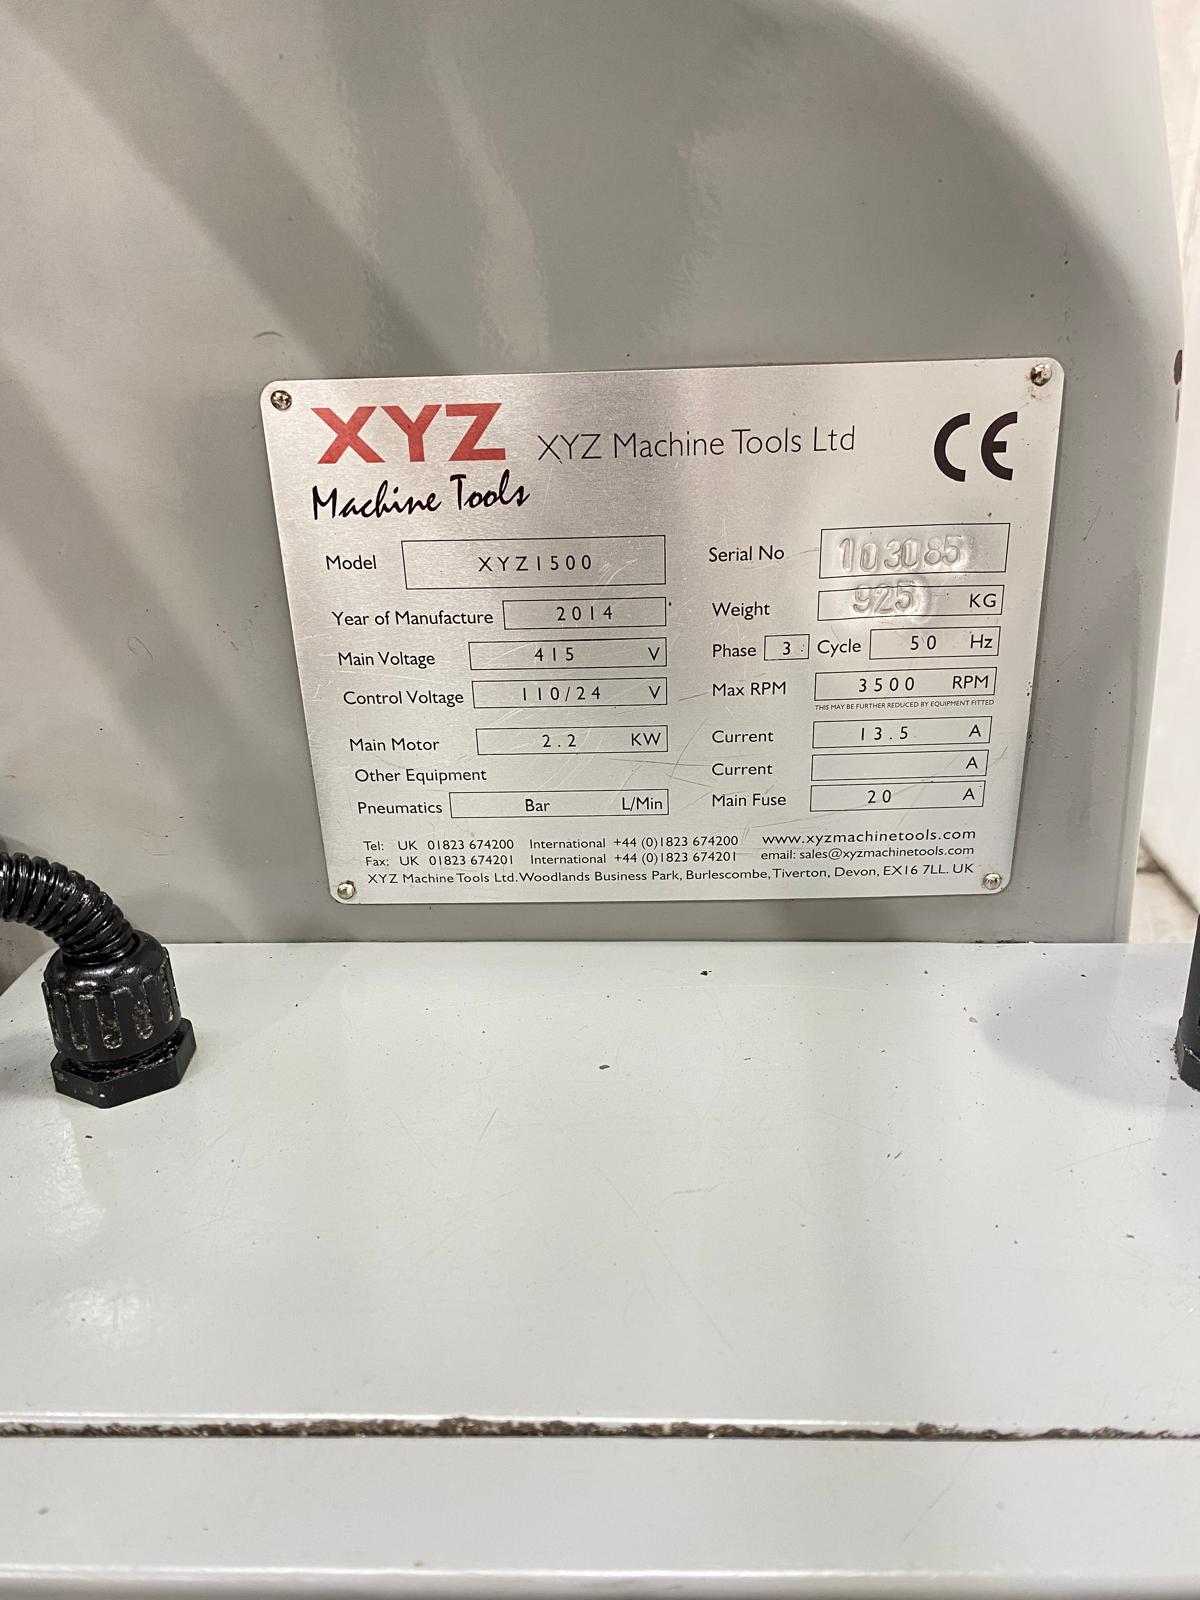 XYZ XYZ Machine Tools Ltd CE
Machine Tools
Model XYZ1500 Serial No 103085
Year of Manufacture 2014 Weight 925 KG
Main Voltage 415 V Phase 3 Cycle 50 Hz
Control Voltage 110/24 V Max RPM 3500 RPM
THIS MAY BE FURTHER REDUCED BY EQUIPMENT FITTED
Main Motor 2.2 KW Current 13.5 A
Other Equipment Current A
Pneumatics Bar L/Min Main Fuse 20 A
Tel: UK 01823 674200 International +44 (0)1823 674200 www.xyzmachinetools.com
Fax: UK 01823 674201 International +44 (0)1823 674201 email: sales@xyzmachinetools.com
XYZ Machine Tools Ltd. Woodlands Business Park, Burlescombe, Tiverton, Devon, EX16 7LL. UK